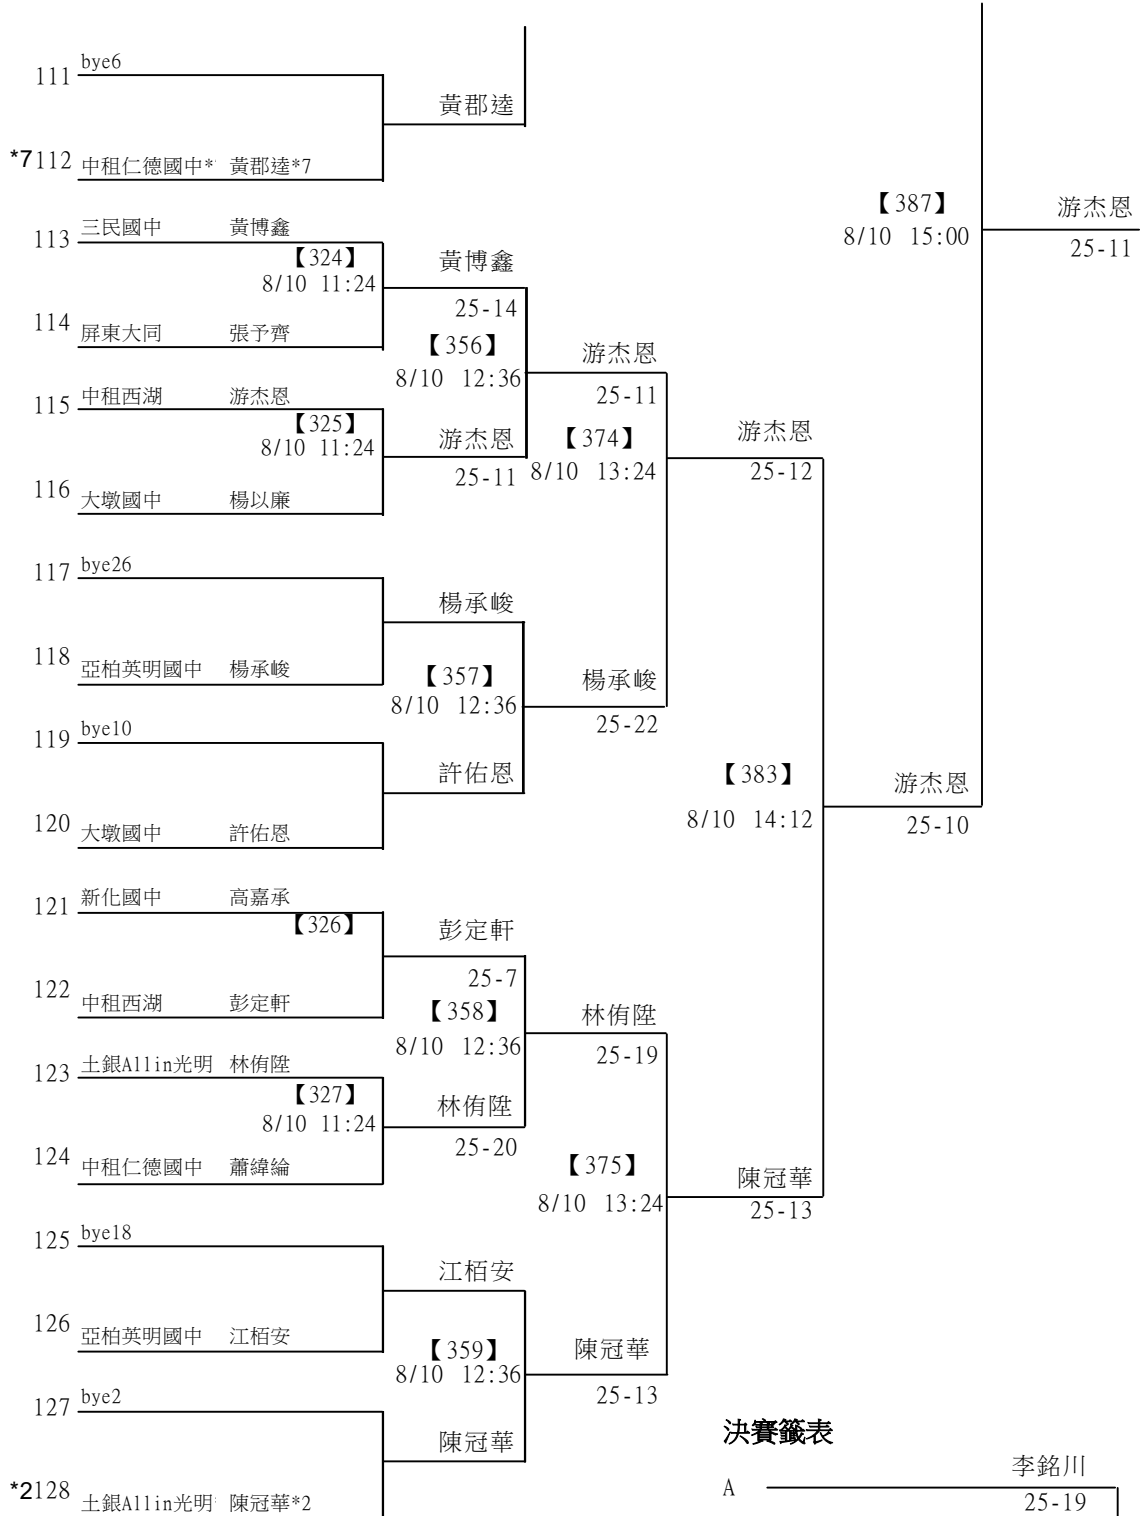 111 bye6
黃郡逵
*7 112 中租仁德國中* 黃郡逵*7
【387】
游杰恩
8/10 15:00
25-11
113 三民國中 黃博鑫
【324】
8/10 11:24
黃博鑫
25-14
114 屏東大同 張予齊
【356】
8/10 12:36
游杰恩
25-11
115 中租西湖 游杰恩
【325】
8/10 11:24
游杰恩
25-11
【374】
8/10 13:24
游杰恩
25-12
116 大墩國中 楊以廉
117 bye26
楊承峻
118 亞柏英明國中 楊承峻
【357】
8/10 12:36
楊承峻
25-22
119 bye10
許佑恩
【383】
8/10 14:12
游杰恩
25-10
120 大墩國中 許佑恩
121 新化國中 高嘉承
【326】
彭定軒
25-7
122 中租西湖 彭定軒
【358】
8/10 12:36
林侑陞
25-19
123 土銀Allin光明 林侑陞
【327】
8/10 11:24
林侑陞
25-20
124 中租仁德國中 蕭緯綸
【375】
8/10 13:24
陳冠華
25-13
125 bye18
江栢安
126 亞柏英明國中 江栢安
【359】
8/10 12:36
陳冠華
25-13
127 bye2
陳冠華
*2 128 土銀Allin光明 陳冠華*2
決賽籤表
A 李銘川
25-19